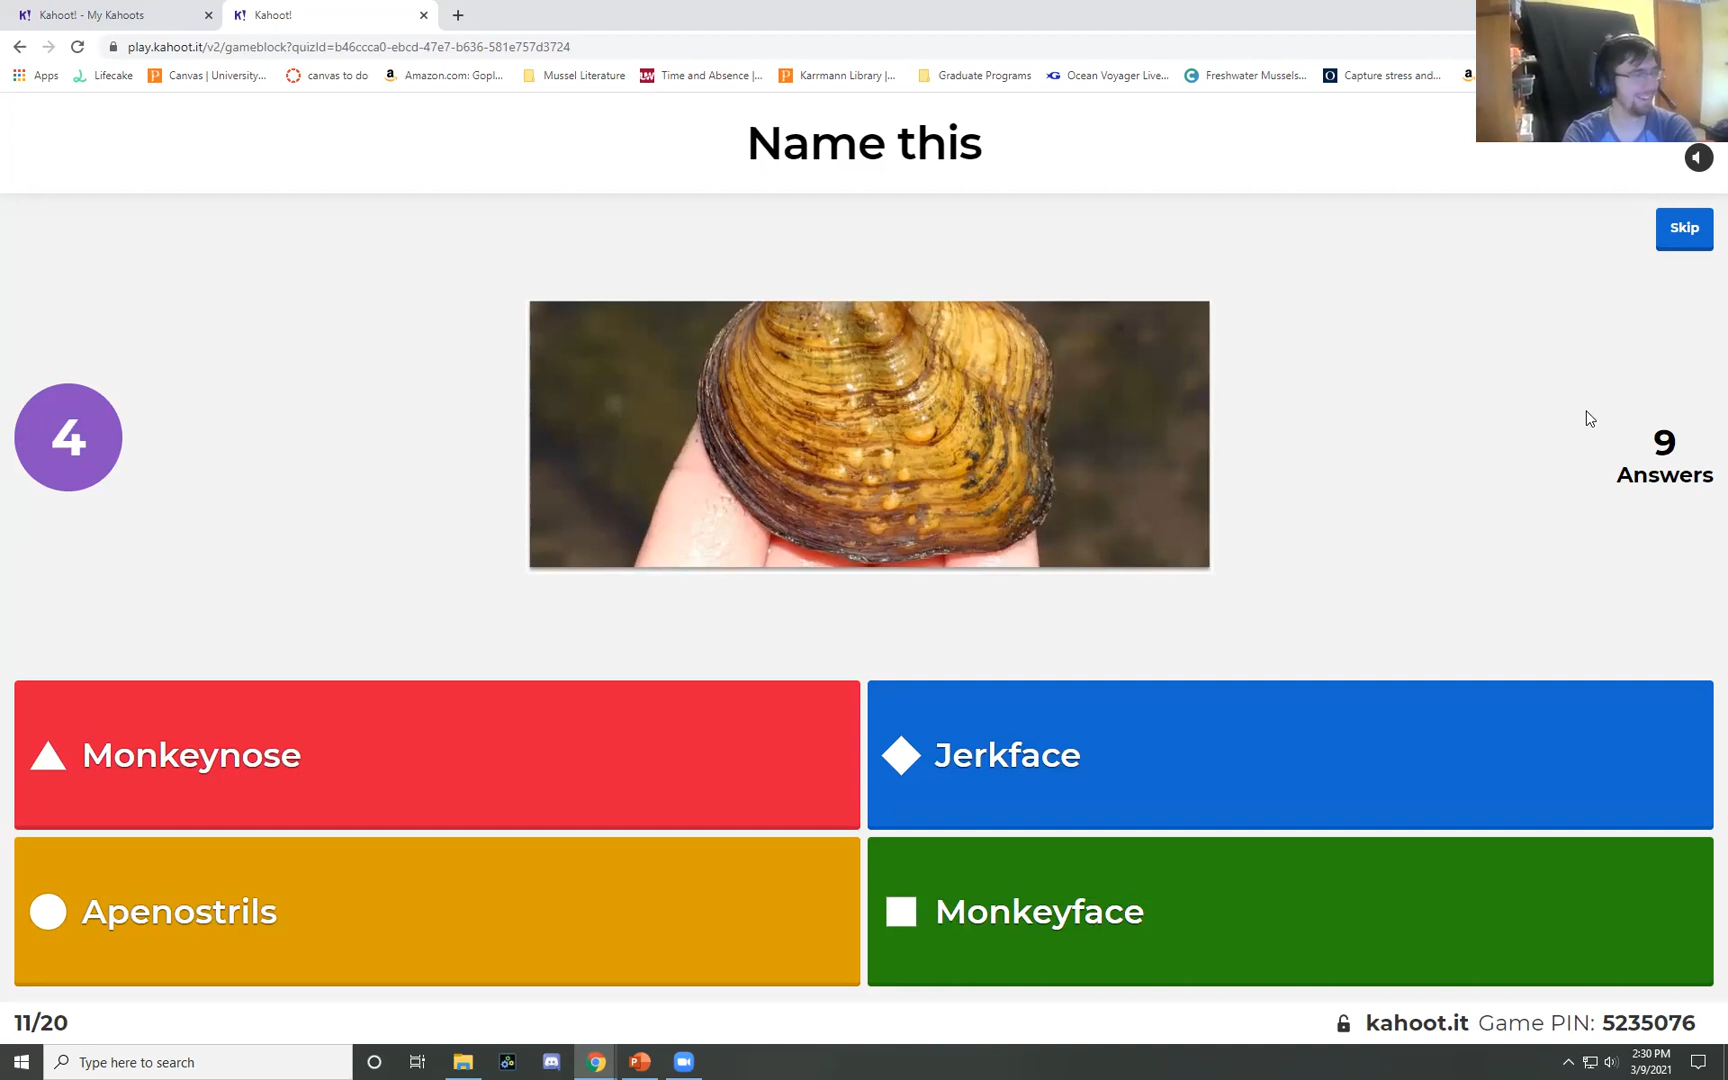 Kahoot! - My Kahoots
Kahoot!
play.kahoot.it/v2/gameblock?quizId=b46ccca0-ebcd-47e7-b636-581e757d3724
Apps
Lifecake
Canvas | University...
canvas to do
Amazon.com: Gopl...
Mussel Literature
Time and Absence |...
Karrmann Library |...
Graduate Programs
Ocean Voyager Live...
Freshwater Mussels...
Capture stress and...
Name this
Skip
4
9
Answers
Monkeynose
Jerkface
Apenostrils
Monkeyface
11/20
kahoot.it Game PIN: 5235076
Type here to search
2:30 PM
3/9/2021